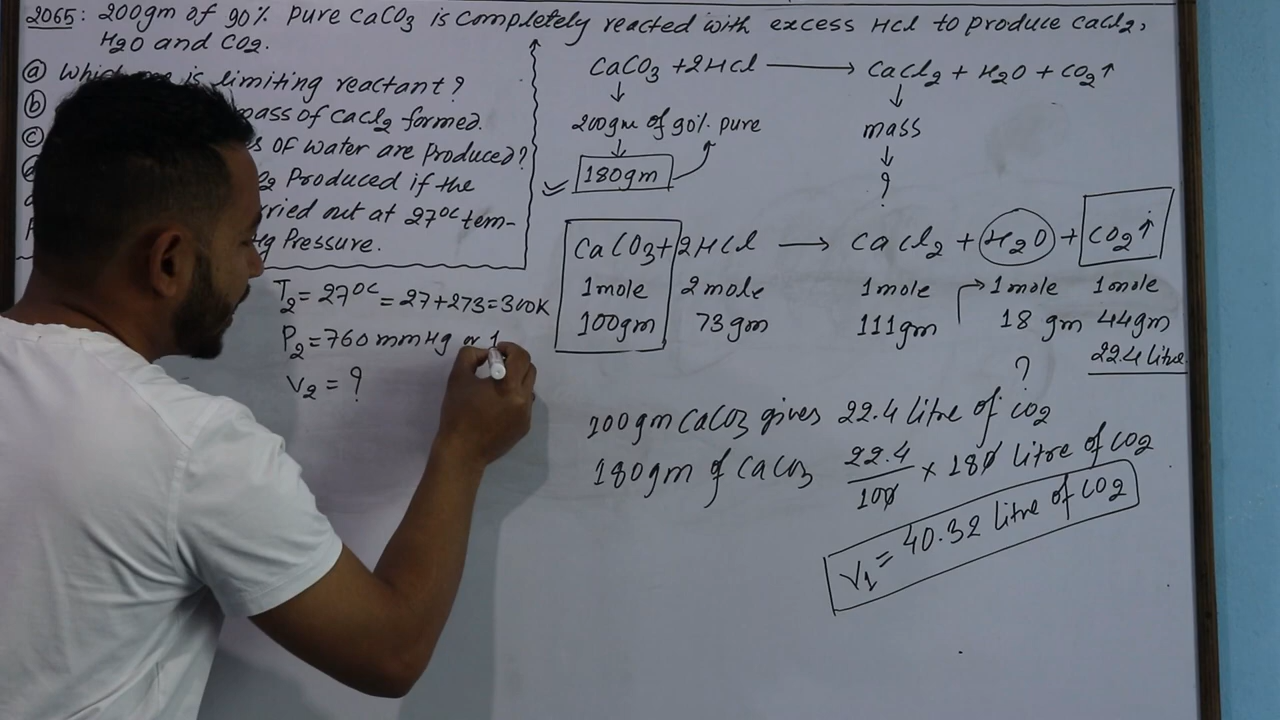 2065: 200gm of 90% pure CaCO3 is completely reacted with excess HCl to produce CaCl2,
H2O and CO2.
(a) Which is limiting reactant?
(b) mass of CaCl2 formed.
(c) s of water are produced?
Produced if the
rried out at 27°C tem-
Hg Pressure.
CaCO3 + 2HCl → CaCl2 + H2O + CO2↑
↓ ↓
200gm of 90% pure mass
↓ ↓
180gm ?
CaCO3 + 2HCl → CaCl2 + H2O + CO2↑
1mole 2mole 1mole 1mole 1mole
100gm 73gm 111gm 18 gm 44gm
22.4 litre
?
T2 = 27°C = 27+273 = 300K
P2 = 760 mmHg or 1
V2 = ?
100gm CaCO3 gives 22.4 litre of CO2
180gm of CaCO3 22.4/100 × 180 litre of CO2
V1 = 40.32 litre of CO2